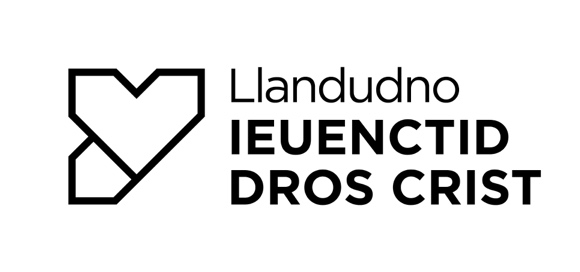 Llandudno
IEUENCTID
DROS CRIST